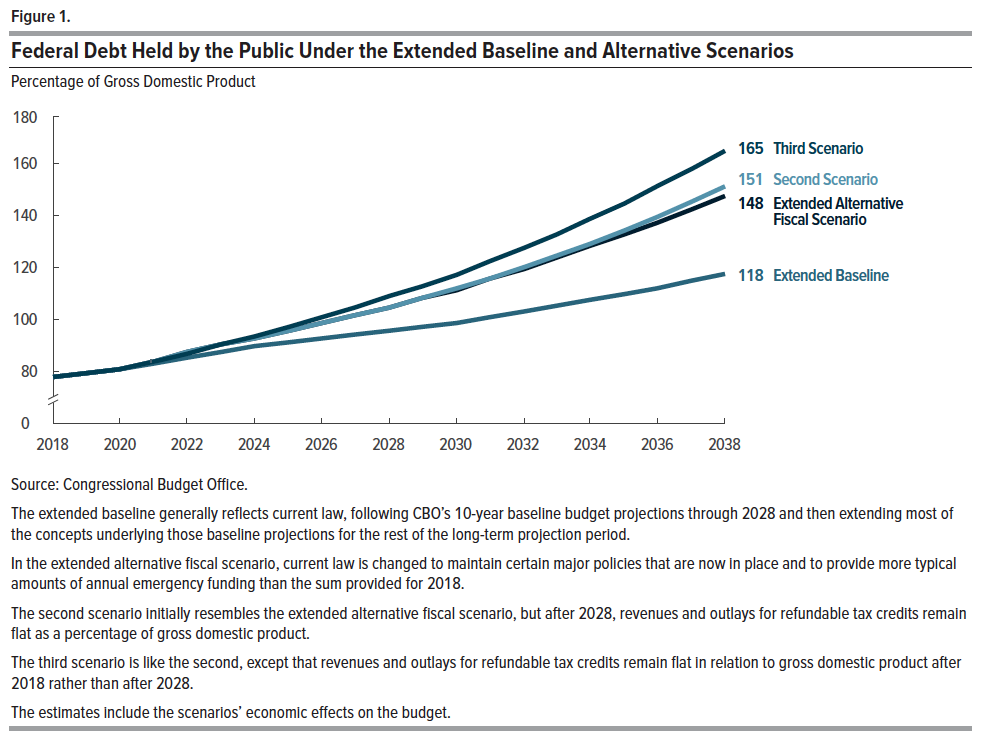 Figure 1.
Federal Debt Held by the Public Under the Extended Baseline and Alternative Scenarios
Percentage of Gross Domestic Product
180
160
140
120
100
80
0
165 Third Scenario
151 Second Scenario
148 Extended Alternative
Fiscal Scenario
118 Extended Baseline
2018 2020 2022 2024 2026 2028 2030 2032 2034 2036 2038
Source: Congressional Budget Office.
The extended baseline generally reflects current law, following CBO's 10-year baseline budget projections through 2028 and then extending most of
the concepts underlying those baseline projections for the rest of the long-term projection period.
In the extended alternative fiscal scenario, current law is changed to maintain certain major policies that are now in place and to provide more typical
amounts of annual emergency funding than the sum provided for 2018.
The second scenario initially resembles the extended alternative fiscal scenario, but after 2028, revenues and outlays for refundable tax credits remain
flat as a percentage of gross domestic product.
The third scenario is like the second, except that revenues and outlays for refundable tax credits remain flat in relation to gross domestic product after
2018 rather than after 2028.
The estimates include the scenarios' economic effects on the budget.